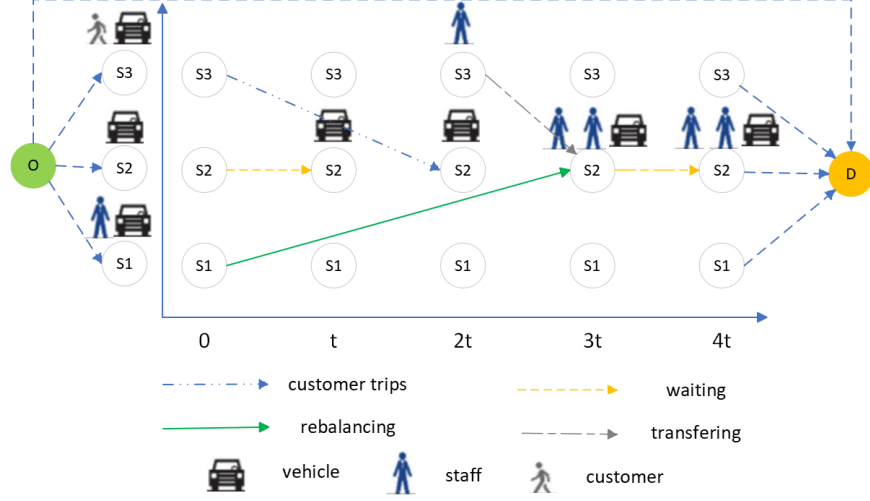 S3 S3 S3 S3 S3 S3
O S2 S2 S2 S2 S2 S2 D
S1 S1 S1 S1 S1 S1
0 t 2t 3t 4t
customer trips waiting
rebalancing transfering
vehicle staff customer